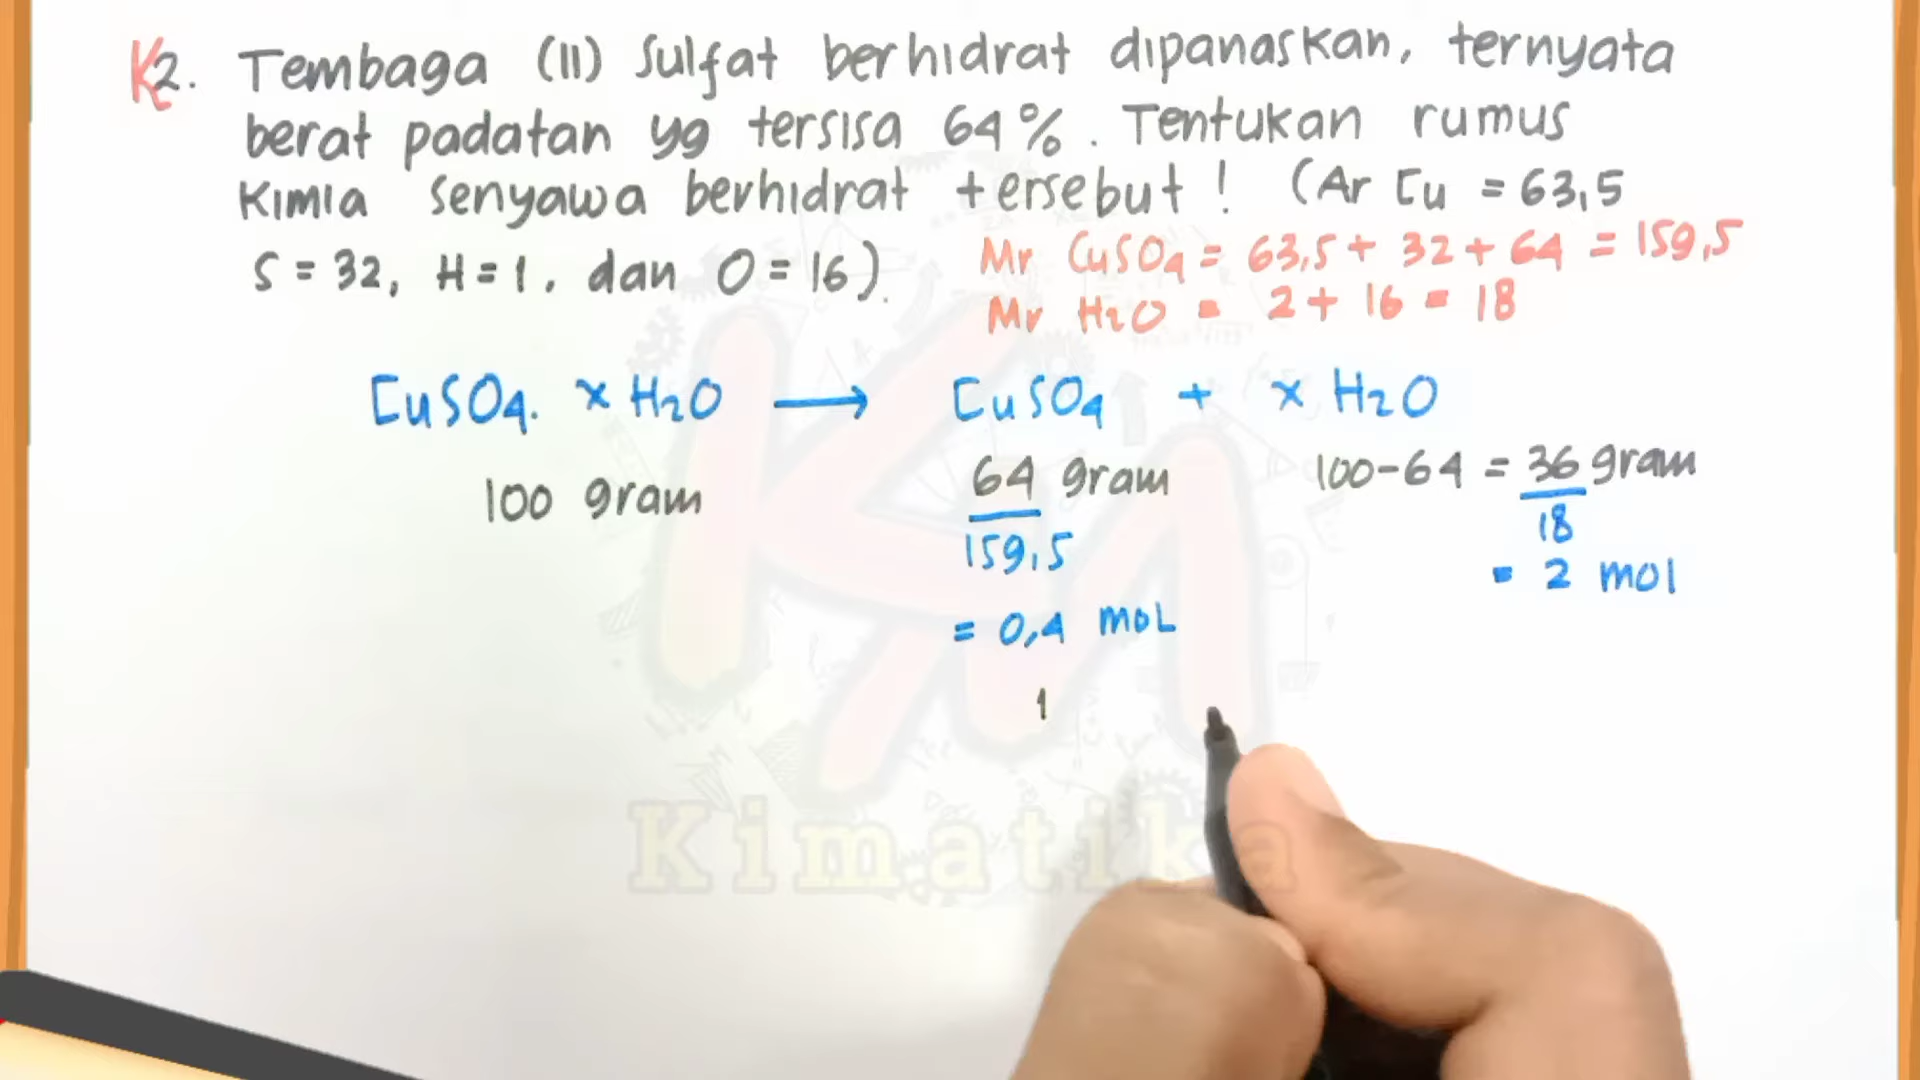 K2. Tembaga (II) Sulfat berhidrat dipanaskan, ternyata
berat padatan yg tersisa 64%. Tentukan rumus
Kimia senyawa berhidrat tersebut! (Ar Cu = 63,5
S = 32, H = 1, dan O = 16).
Mr CuSO4 = 63,5 + 32 + 64 = 159,5
Mr H2O = 2 + 16 = 18
CuSO4. x H2O → CuSO4 + x H2O
100 gram
64 gram
159,5
= 0,4 mol
100-64 = 36 gram
18
= 2 mol
1
Kimatika